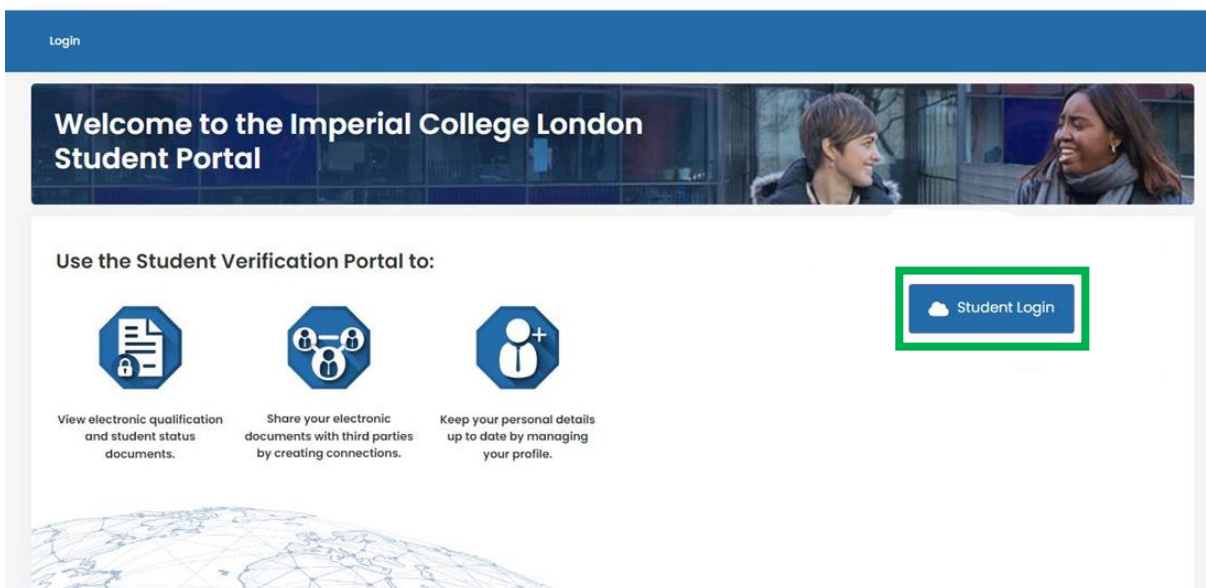 Login
Welcome to the Imperial College London
Student Portal
Use the Student Verification Portal to:
Student Login
View electronic qualification
and student status
documents.
Share your electronic
documents with third parties
by creating connections.
Keep your personal details
up to date by managing
your profile.